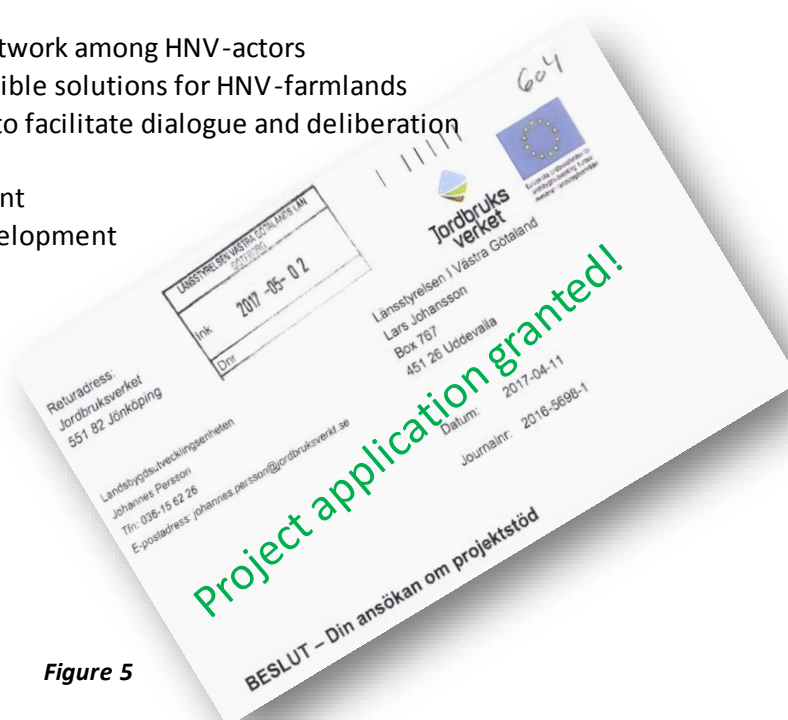 twork among HNV-actors
ible solutions for HNV-farmlands
to facilitate dialogue and deliberation
nt
elopment
604
LÄNSSTYRELSEN VÄSTRA GÖTALANDS LÄN
GÖTEBORG
Ink 2017-05-02
Dnr
Jordbruks
verket
Länsstyrelsen I Västra Götaland
Lars Johansson
Box 767
451 26 Uddevalla
Returadress:
Jordbruksverket
551 82 Jönköping
Landsbygdsutvecklingsenheten
Johannes Persson
Tfn: 036-15 62 26
E-postadress: johannes.persson@jordbruksverkt.se
Datum: 2017-04-11
Journalnr: 2016-5698-1
Project application granted!
BESLUT – Din ansökan om projektstöd
Figure 5